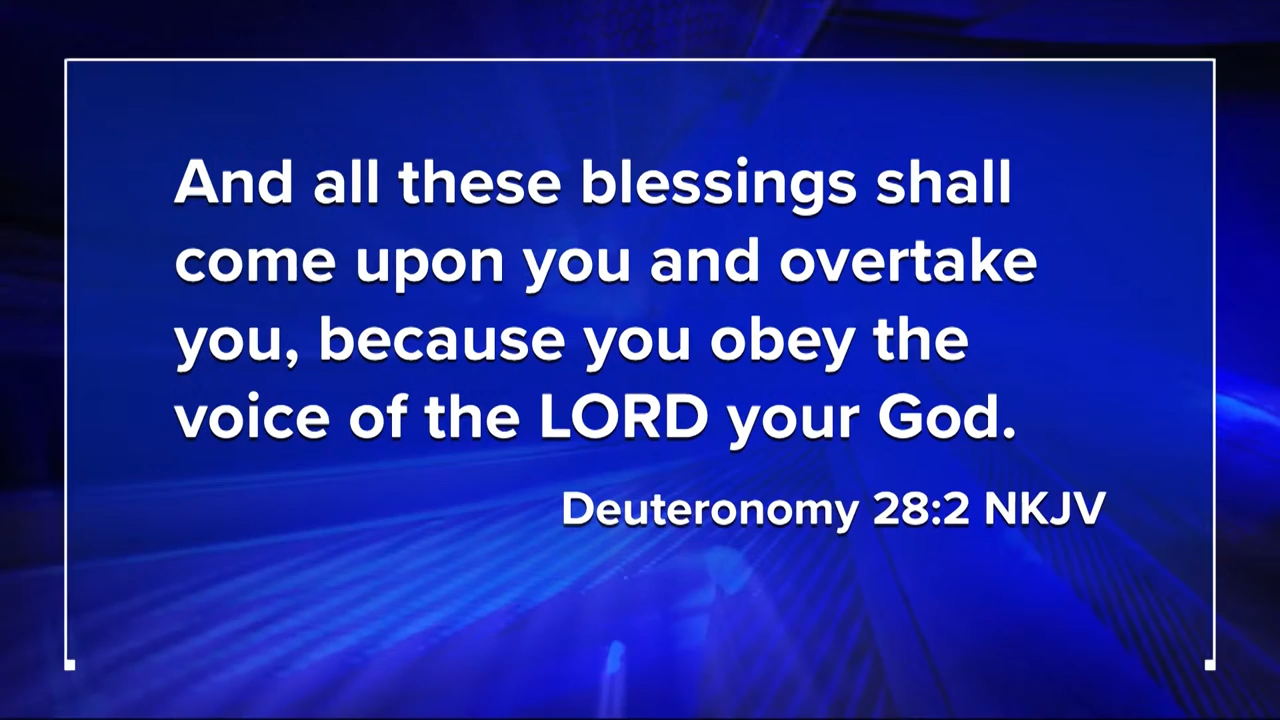 And all these blessings shall
come upon you and overtake
you, because you obey the
voice of the LORD your God.
Deuteronomy 28:2 NKJV